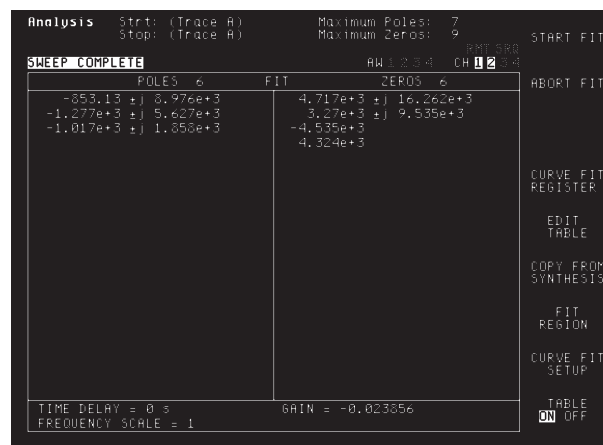 Analysis Strt: (Trace A) Maximum Poles: 7
Stop: (Trace A) Maximum Zeros: 9
RMT SRQ
SWEEP COMPLETE AW 1 2 3 4 CH 1 2 3 4
POLES 6 FIT ZEROS 6
-853.13 ±j 8.976e+3 4.717e+3 ±j 16.262e+3
-1.277e+3 ±j 5.627e+3 3.27e+3 ±j 9.535e+3
-1.017e+3 ±j 1.858e+3 -4.535e+3
4.324e+3
TIME DELAY = 0 s GAIN = -0.023856
FREQUENCY SCALE = 1
START FIT
ABORT FIT
CURVE FIT
REGISTER
EDIT
TABLE
COPY FROM
SYNTHESIS
FIT
REGION
CURVE FIT
SETUP
TABLE
ON OFF